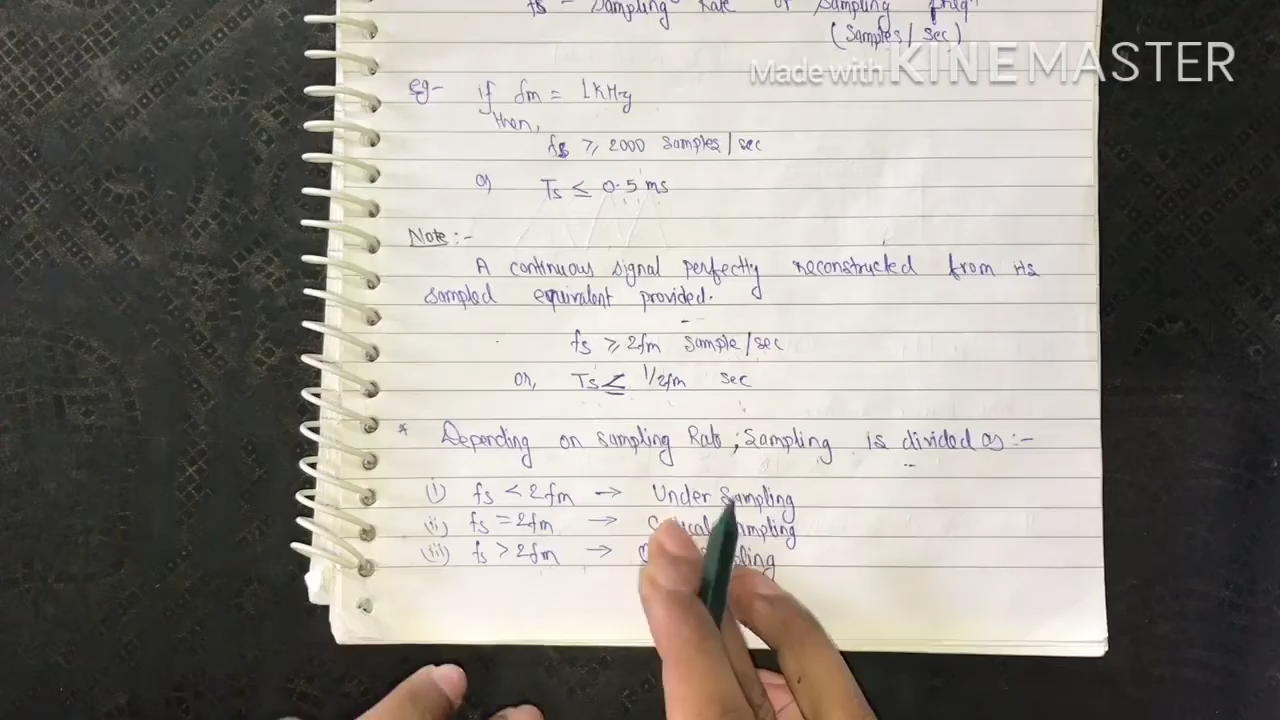 fs - Sampling Rate or Sampling freq
(Samples/sec)
Made with KINEMASTER
eg- if fm = 1KHz
then,
fs ≥ 2000 samples/sec
or Ts ≤ 0.5 ms
Note:-
A continuous signal perfectly reconstructed from its
sampled equivalent provided.
fs ≥ 2fm sample/sec
or, Ts ≤ 1/2fm sec
* Depending on sampling Rate, Sampling is divided as:-
(i) fs < 2fm → Under Sampling
(ii) fs = 2fm → Sampling
(iii) fs > 2fm →